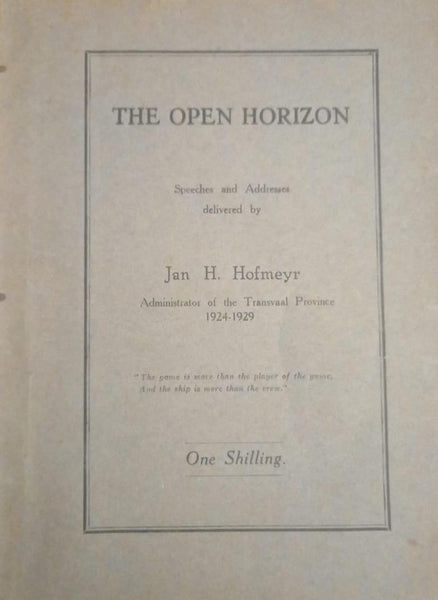 THE OPEN HORIZON
Speeches and Addresses
delivered by
Jan H. Hofmeyr
Administrator of the Transvaal Province
1924-1929
"The game is more than the player of the game,
And the ship is more than the crew."
One Shilling.